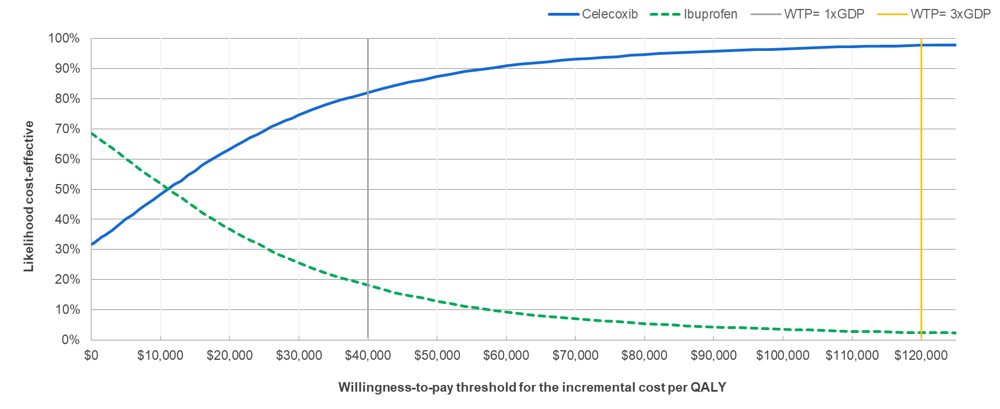 Celecoxib Ibuprofen WTP= 1xGDP WTP= 3xGDP
100%
90%
80%
70%
60%
50%
40%
30%
20%
10%
0%
Likelihood cost-effective
$0 $10,000 $20,000 $30,000 $40,000 $50,000 $60,000 $70,000 $80,000 $90,000 $100,000 $110,000 $120,000
Willingness-to-pay threshold for the incremental cost per QALY